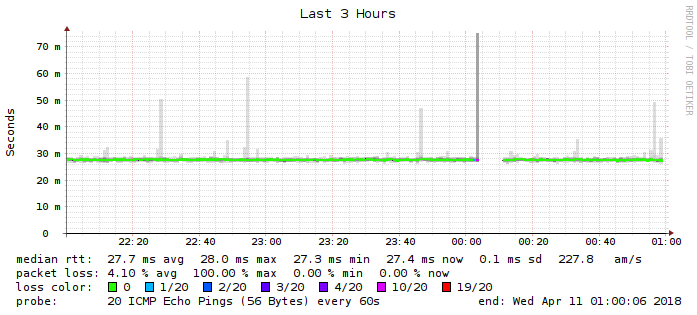 Last 3 Hours
RRDTOOL / TOBI OETIKER
Seconds
70 m
60 m
50 m
40 m
30 m
20 m
10 m
0
22:20 22:40 23:00 23:20 23:40 00:00 00:20 00:40 01:00
median rtt: 27.7 ms avg 28.0 ms max 27.3 ms min 27.4 ms now 0.1 ms sd 227.8 am/s
packet loss: 4.10 % avg 100.00 % max 0.00 % min 0.00 % now
loss color: 0 1/20 2/20 3/20 4/20 10/20 19/20
probe: 20 ICMP Echo Pings (56 Bytes) every 60s end: Wed Apr 11 01:00:06 2018